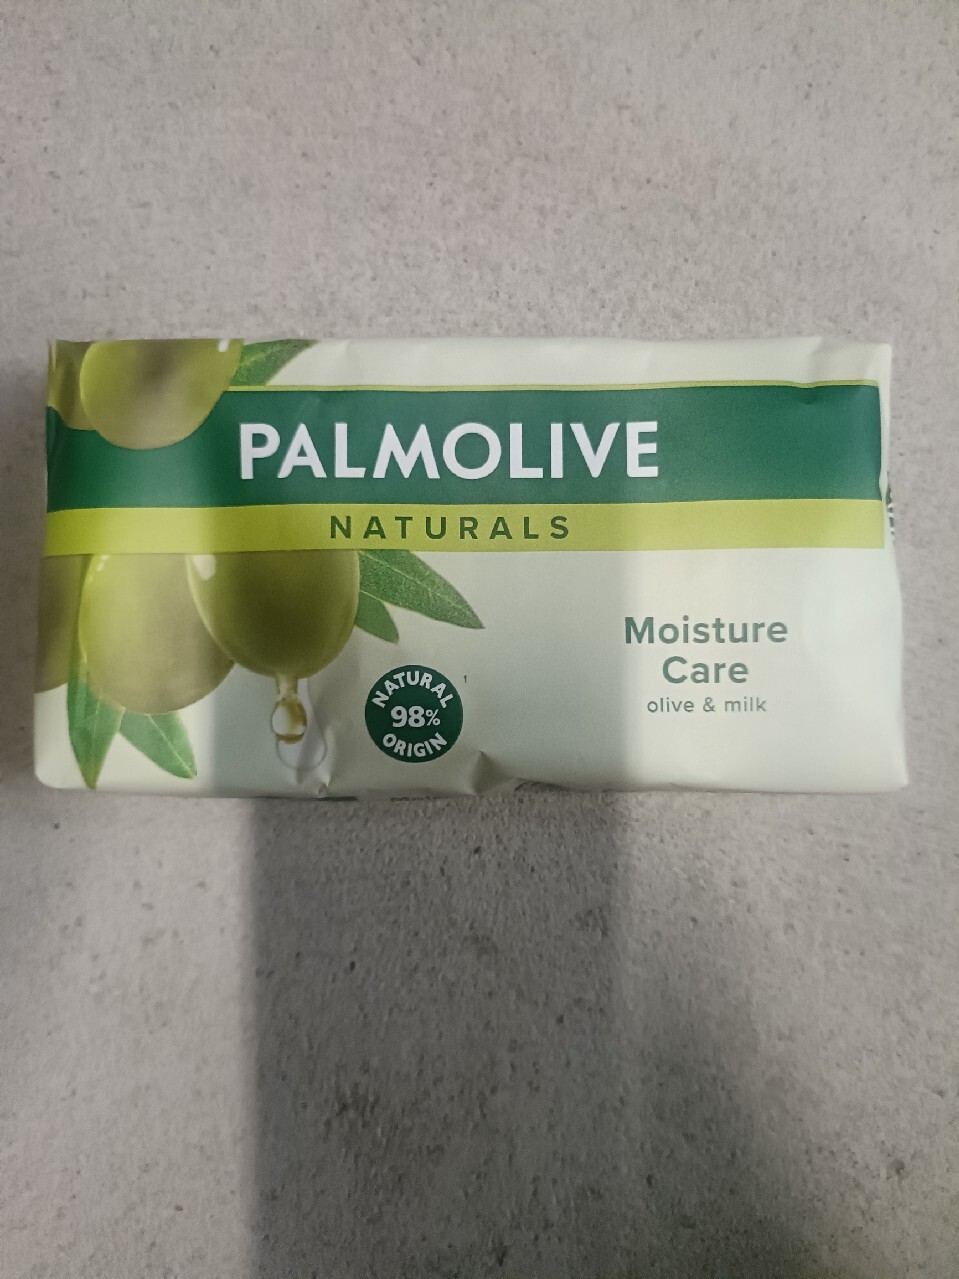 PALMOLIVE
NATURALS
Moisture
Care
olive & milk
NATURAL
98%
ORIGIN